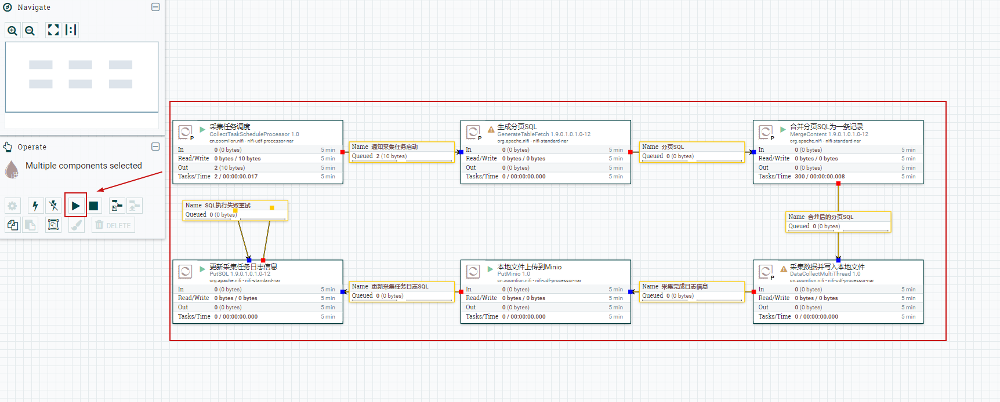 Navigate
Operate
Multiple components selected
DELETE
采集任务调度
CollectTaskScheduleProcessor 1.0
cn.zoomlion.nifi - nifi-udf-processor-nar
P
In 0 (0 bytes) 5 min
Read/Write 0 bytes / 10 bytes 5 min
Out 2 (10 bytes) 5 min
Tasks/Time 2 / 00:00:00.017 5 min
Name 通知采集任务启动
Queued 2 (10 bytes)
生成分页SQL
GenerateTableFetch 1.9.0.1.0.1.0-12
org.apache.nifi - nifi-standard-nar
P
In 0 (0 bytes) 5 min
Read/Write 0 bytes / 0 bytes 5 min
Out 0 (0 bytes) 5 min
Tasks/Time 0 / 00:00:00.000 5 min
Name 分页SQL
Queued 0 (0 bytes)
合并分页SQL为一条记录
MergeContent 1.9.0.1.0.1.0-12
org.apache.nifi - nifi-standard-nar
P
In 0 (0 bytes) 5 min
Read/Write 0 bytes / 0 bytes 5 min
Out 0 (0 bytes) 5 min
Tasks/Time 300 / 00:00:00.008 5 min
Name SQL执行失败重试
Queued 0 (0 bytes)
Name 合并后的分页SQL
Queued 0 (0 bytes)
更新采集任务日志信息
PutSQL 1.9.0.1.0.1.0-12
org.apache.nifi - nifi-standard-nar
In 0 (0 bytes) 5 min
Read/Write 0 bytes / 0 bytes 5 min
Out 0 (0 bytes) 5 min
Tasks/Time 0 / 00:00:00.000 5 min
Name 更新采集任务日志SQL
Queued 0 (0 bytes)
本地文件上传到Minio
PutMinio 1.0
cn.zoomlion.nifi - nifi-udf-processor-nar
In 0 (0 bytes) 5 min
Read/Write 0 bytes / 0 bytes 5 min
Out 0 (0 bytes) 5 min
Tasks/Time 0 / 00:00:00.000 5 min
Name 采集完成日志信息
Queued 0 (0 bytes)
采集数据并写入本地文件
DataCollectMultiThread 1.0
cn.zoomlion.nifi - nifi-udf-processor-nar
P
In 0 (0 bytes) 5 min
Read/Write 0 bytes / 0 bytes 5 min
Out 0 (0 bytes) 5 min
Tasks/Time 0 / 00:00:00.000 5 min